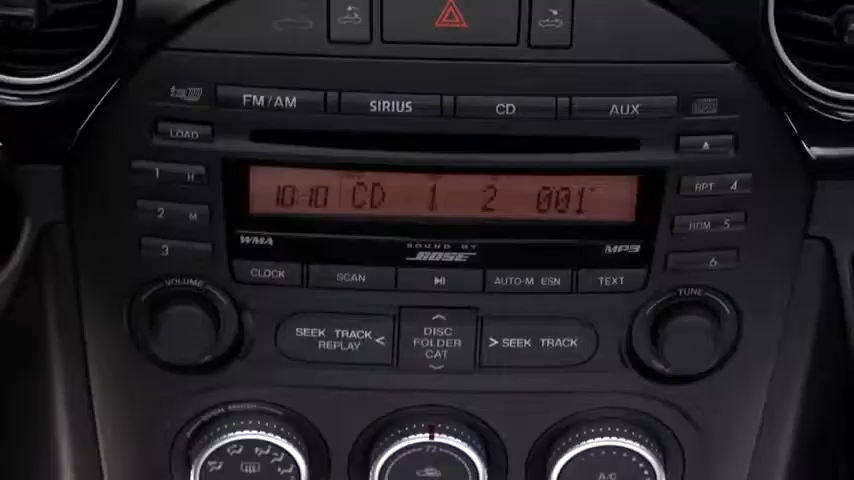 FM/AM SIRIUS CD AUX
LOAD
1 H
2 M
3
10:10 CD 1 2 001
RPT 4
RDM 5
6
WMA SOUND BY BOSE MP3
CLOCK SCAN AUTO-M ESN TEXT
VOLUME
TUNE
SEEK TRACK REPLAY <
DISC FOLDER CAT
> SEEK TRACK
72
A/C